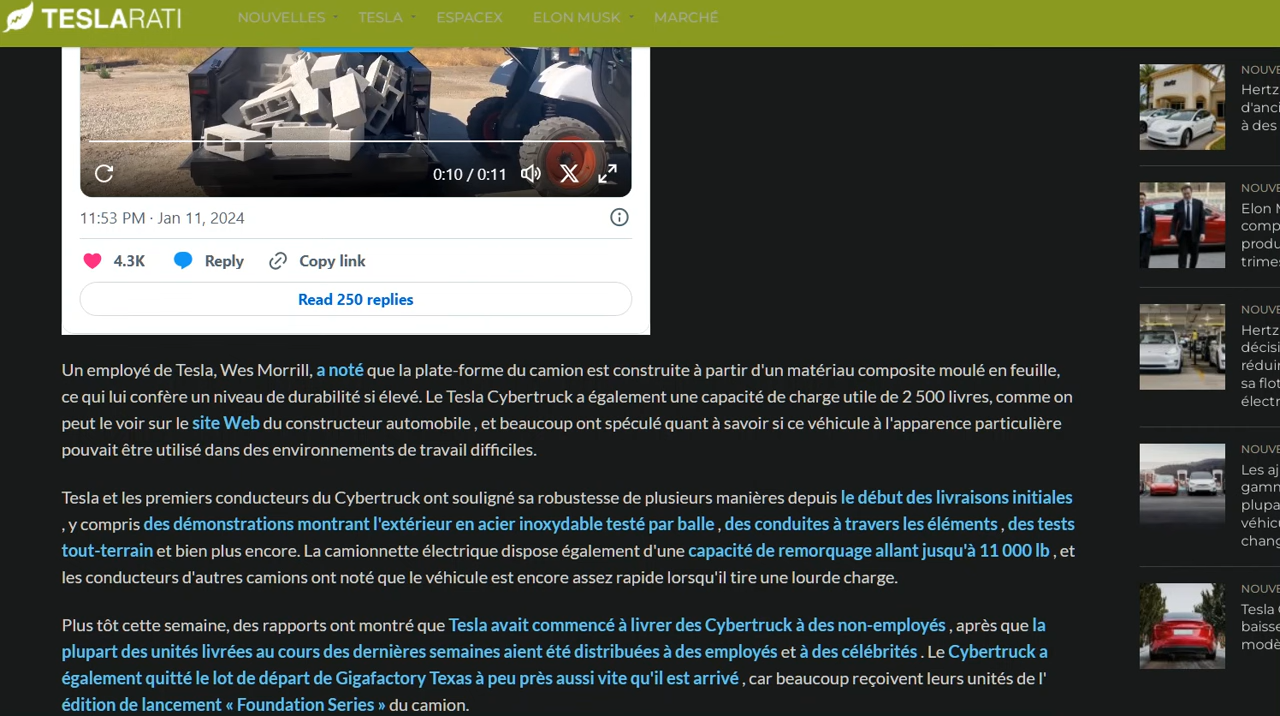 TESLARATI
NOUVELLES TESLA ESPACEX ELON MUSK MARCHÉ
0:10 / 0:11
11:53 PM · Jan 11, 2024
4.3K Reply Copy link
Read 250 replies
Un employé de Tesla, Wes Morrill, a noté que la plate-forme du camion est construite à partir d'un matériau composite moulé en feuille,
ce qui lui confère un niveau de durabilité si élevé. Le Tesla Cybertruck a également une capacité de charge utile de 2 500 livres, comme on
peut le voir sur le site Web du constructeur automobile , et beaucoup ont spéculé quant à savoir si ce véhicule à l'apparence particulière
pouvait être utilisé dans des environnements de travail difficiles.
Tesla et les premiers conducteurs du Cybertruck ont souligné sa robustesse de plusieurs manières depuis le début des livraisons initiales
, y compris des démonstrations montrant l'extérieur en acier inoxydable testé par balle , des conduites à travers les éléments , des tests
tout-terrain et bien plus encore. La camionnette électrique dispose également d'une capacité de remorquage allant jusqu'à 11 000 lb , et
les conducteurs d'autres camions ont noté que le véhicule est encore assez rapide lorsqu'il tire une lourde charge.
Plus tôt cette semaine, des rapports ont montré que Tesla avait commencé à livrer des Cybertruck à des non-employés , après que la
plupart des unités livrées au cours des dernières semaines aient été distribuées à des employés et à des célébrités . Le Cybertruck a
également quitté le lot de départ de Gigafactory Texas à peu près aussi vite qu'il est arrivé , car beaucoup reçoivent leurs unités de l'
édition de lancement « Foundation Series » du camion.
NOUVE
Hertz
d'anci
à des
NOUVE
Elon M
comp
produ
trimes
NOUVE
Hertz
décisi
réduir
sa flot
électr
NOUVE
Les aj
gamm
plupa
véhicu
chang
NOUVE
Tesla
baisse
modè